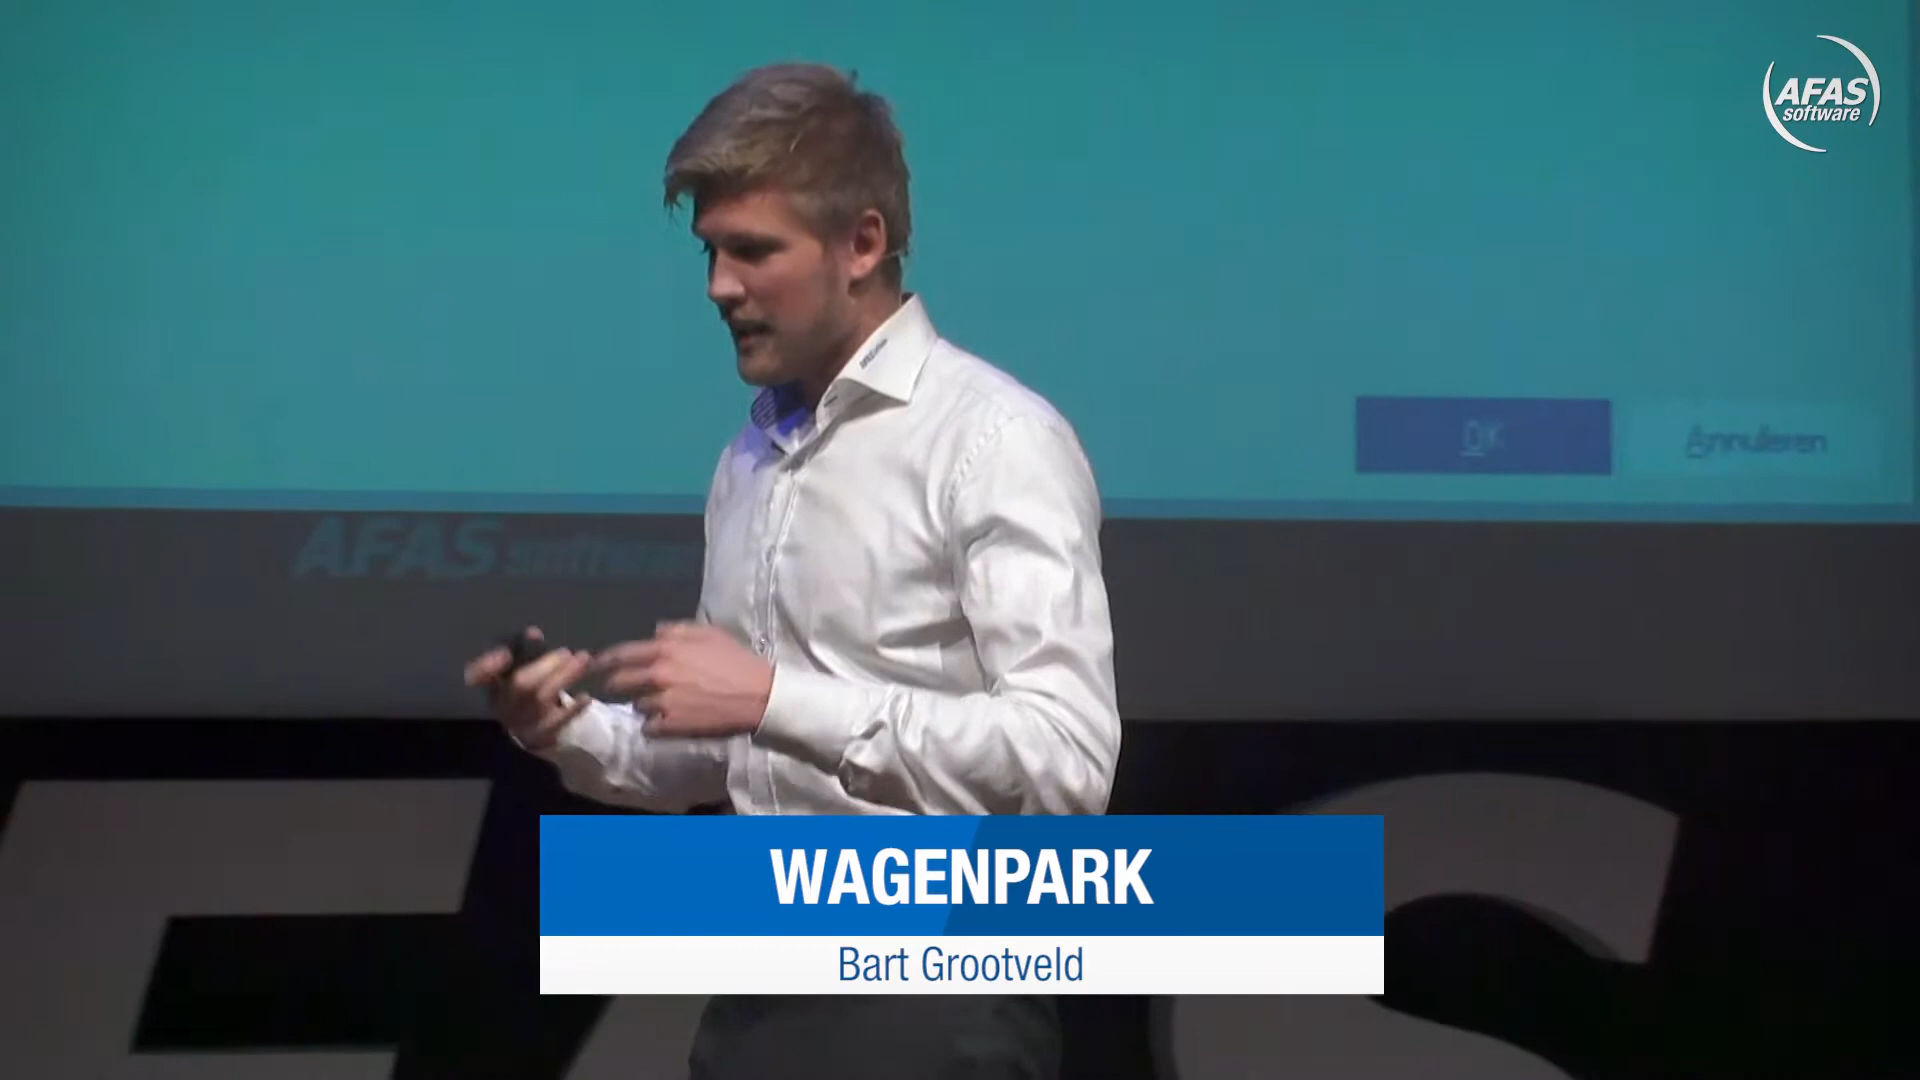 AFAS
software
OK
Annuleren
AFAS software
WAGENPARK
Bart Grootveld